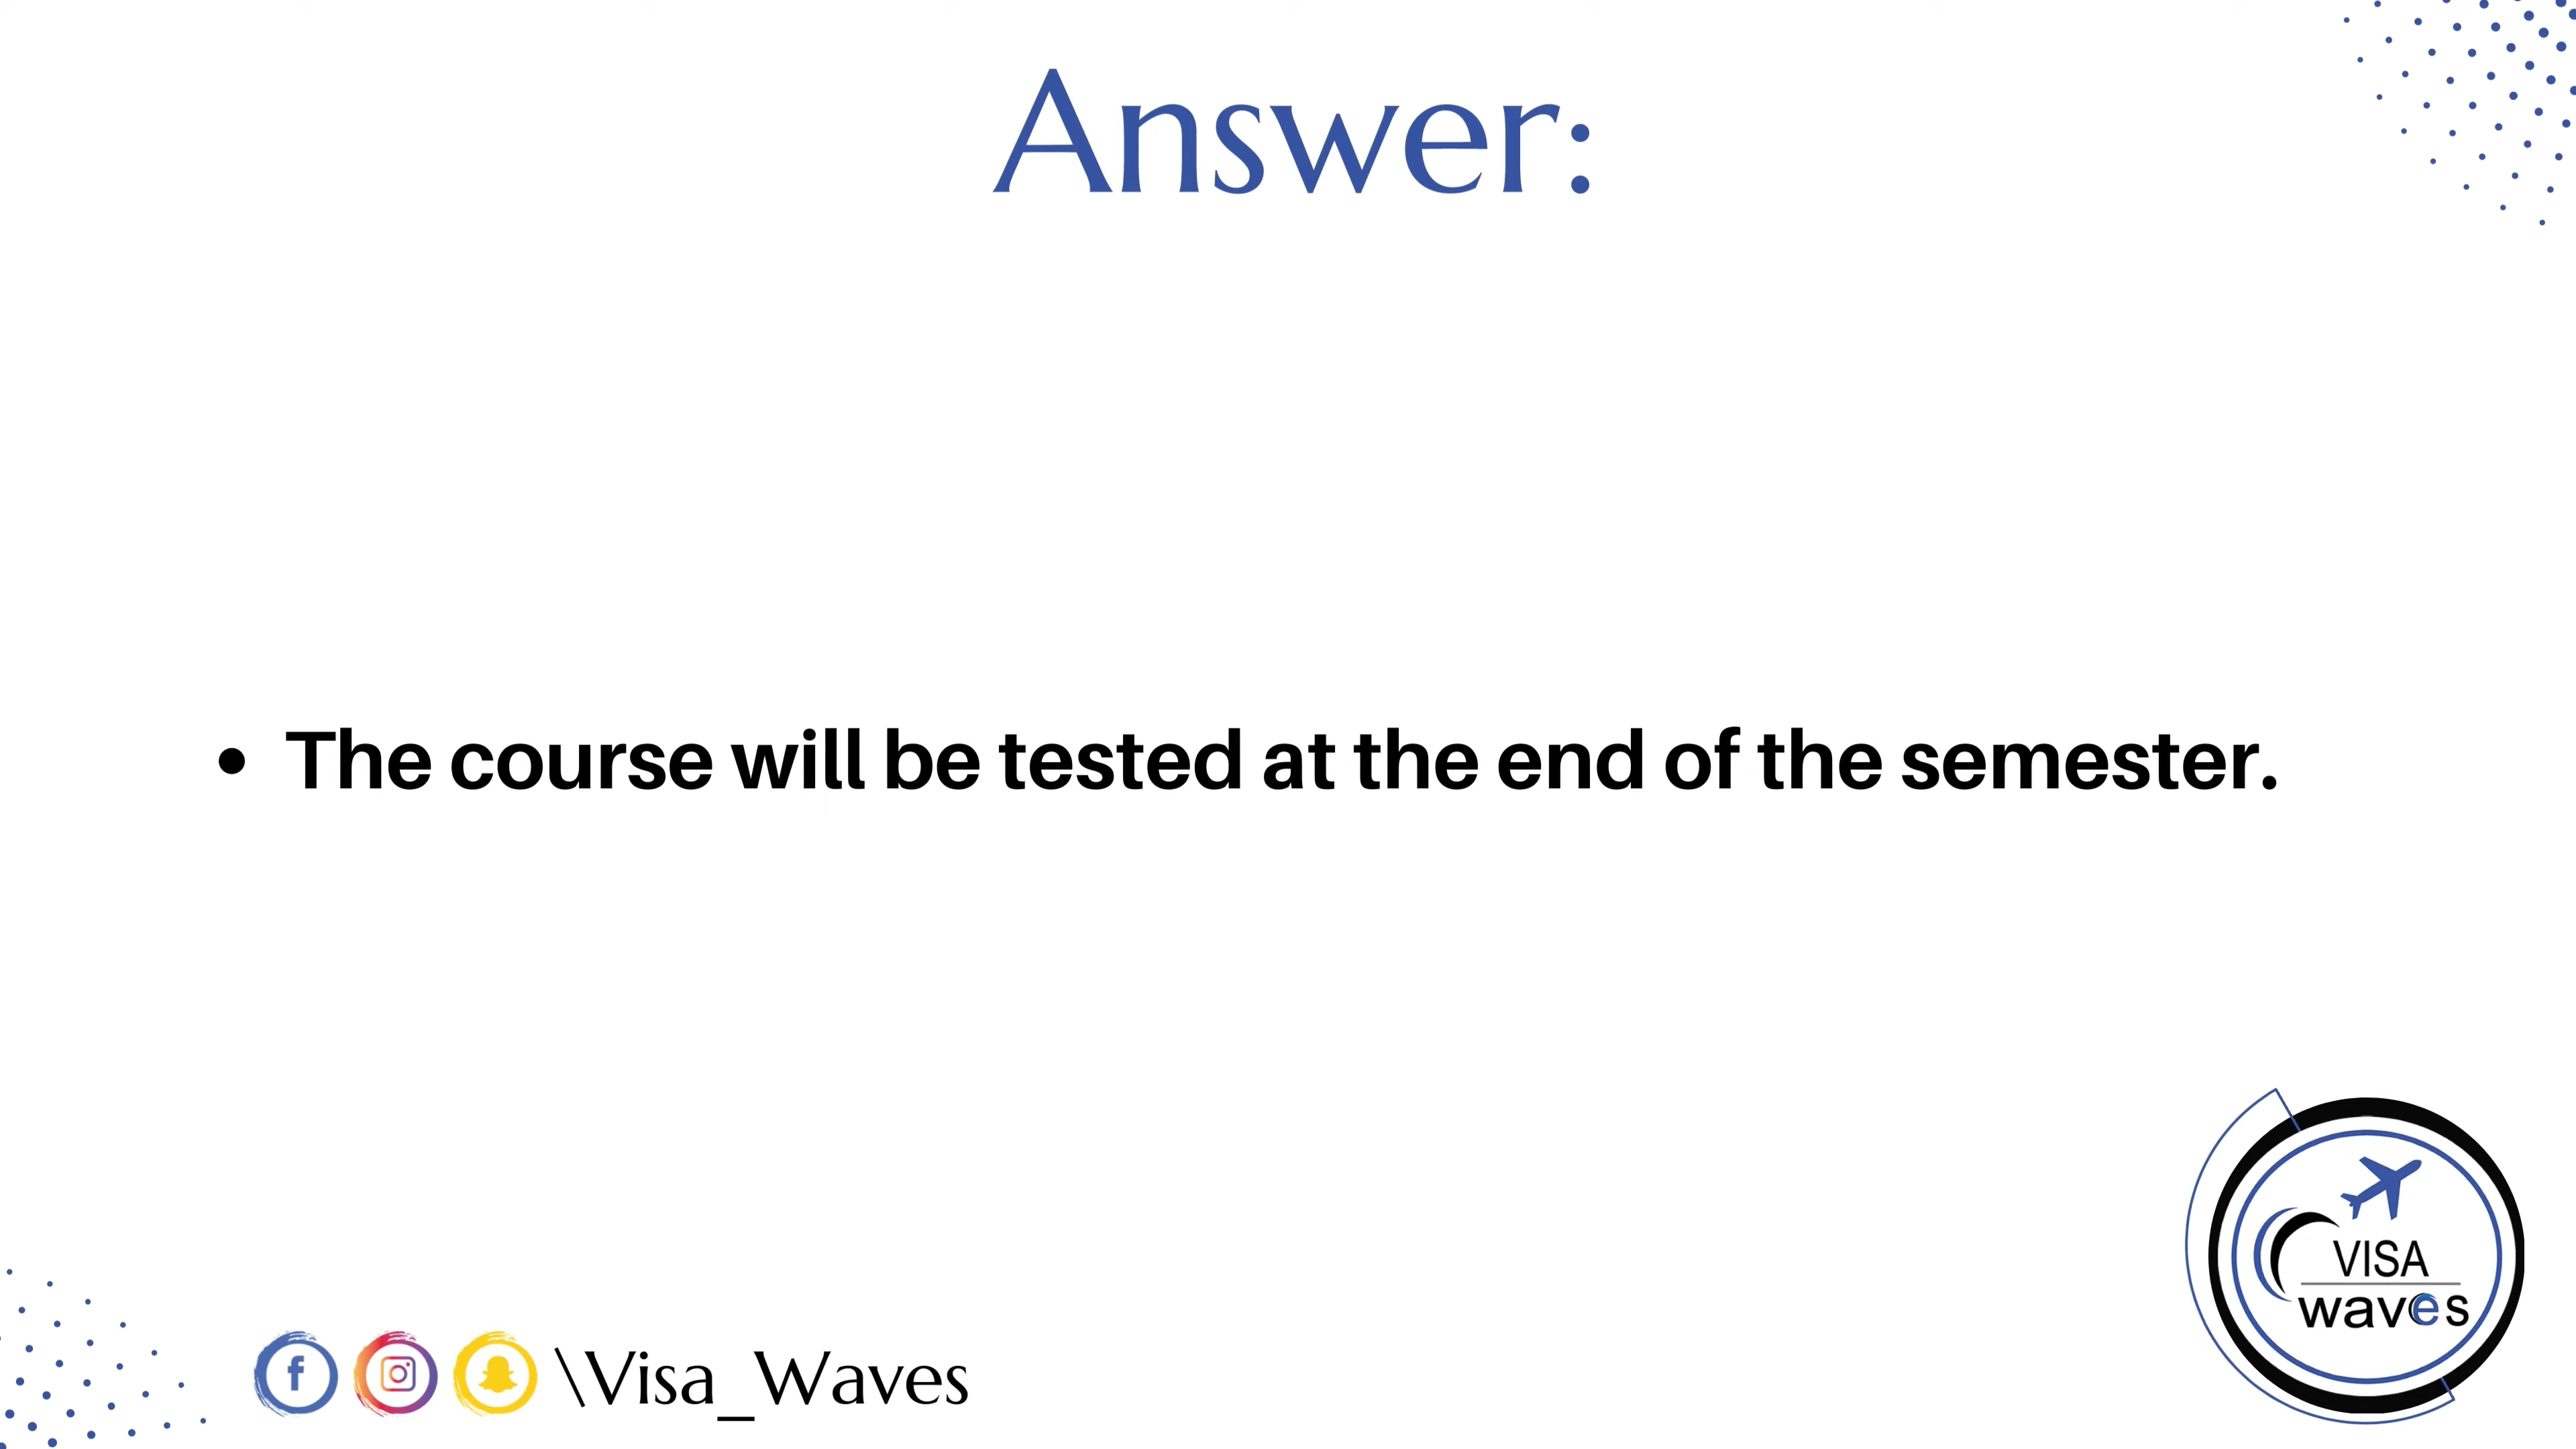 Answer:
• The course will be tested at the end of the semester.
VISA
waves
\Visa_Waves